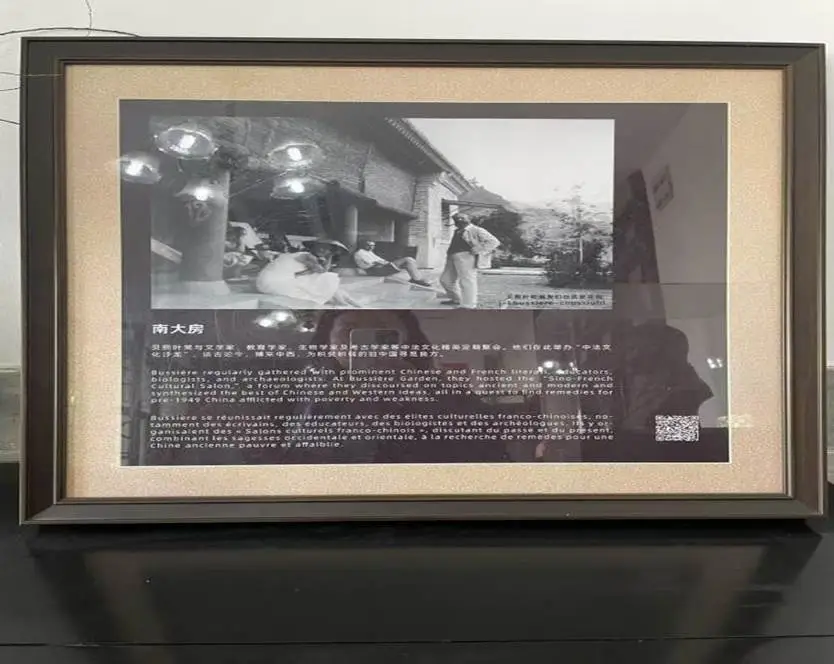 南大房
贝熙叶常与文学家、教育学家、生物学家及考古学家等中法文化精英定期聚会。他们在此举办“中法文
化沙龙”，谈古论今，博采中西，为积贫积弱的旧中国寻觅良方。
Bussière regularly gathered with prominent Chinese and French literati, educators,
biologists, and archaeologists. At Bussière Garden, they hosted the "Sino-French
Cultural Salon," a forum where they discoursed on topics ancient and modern and
synthesized the best of Chinese and Western ideas, all in a quest to find remedies for
pre-1949 China afflicted with poverty and weakness.
Bussière se réunissait régulièrement avec des élites culturelles franco-chinoises, no-
tamment des écrivains, des éducateurs, des biologistes et des archéologues. Ils y or-
ganisaient des « Salons culturels franco-chinois », discutant du passé et du présent,
combinant les sagesses occidentale et orientale, à la recherche de remèdes pour une
Chine ancienne pauvre et affaiblie.